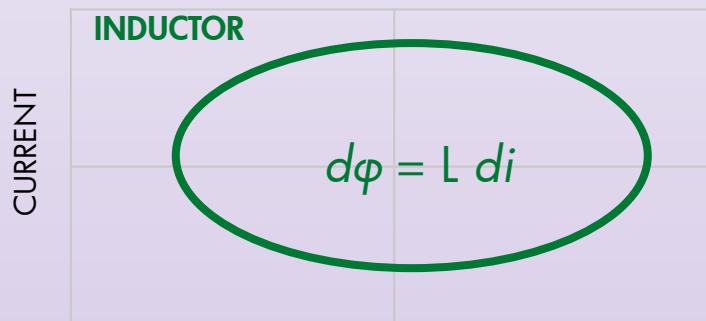 INDUCTOR
CURRENT
dφ = L di